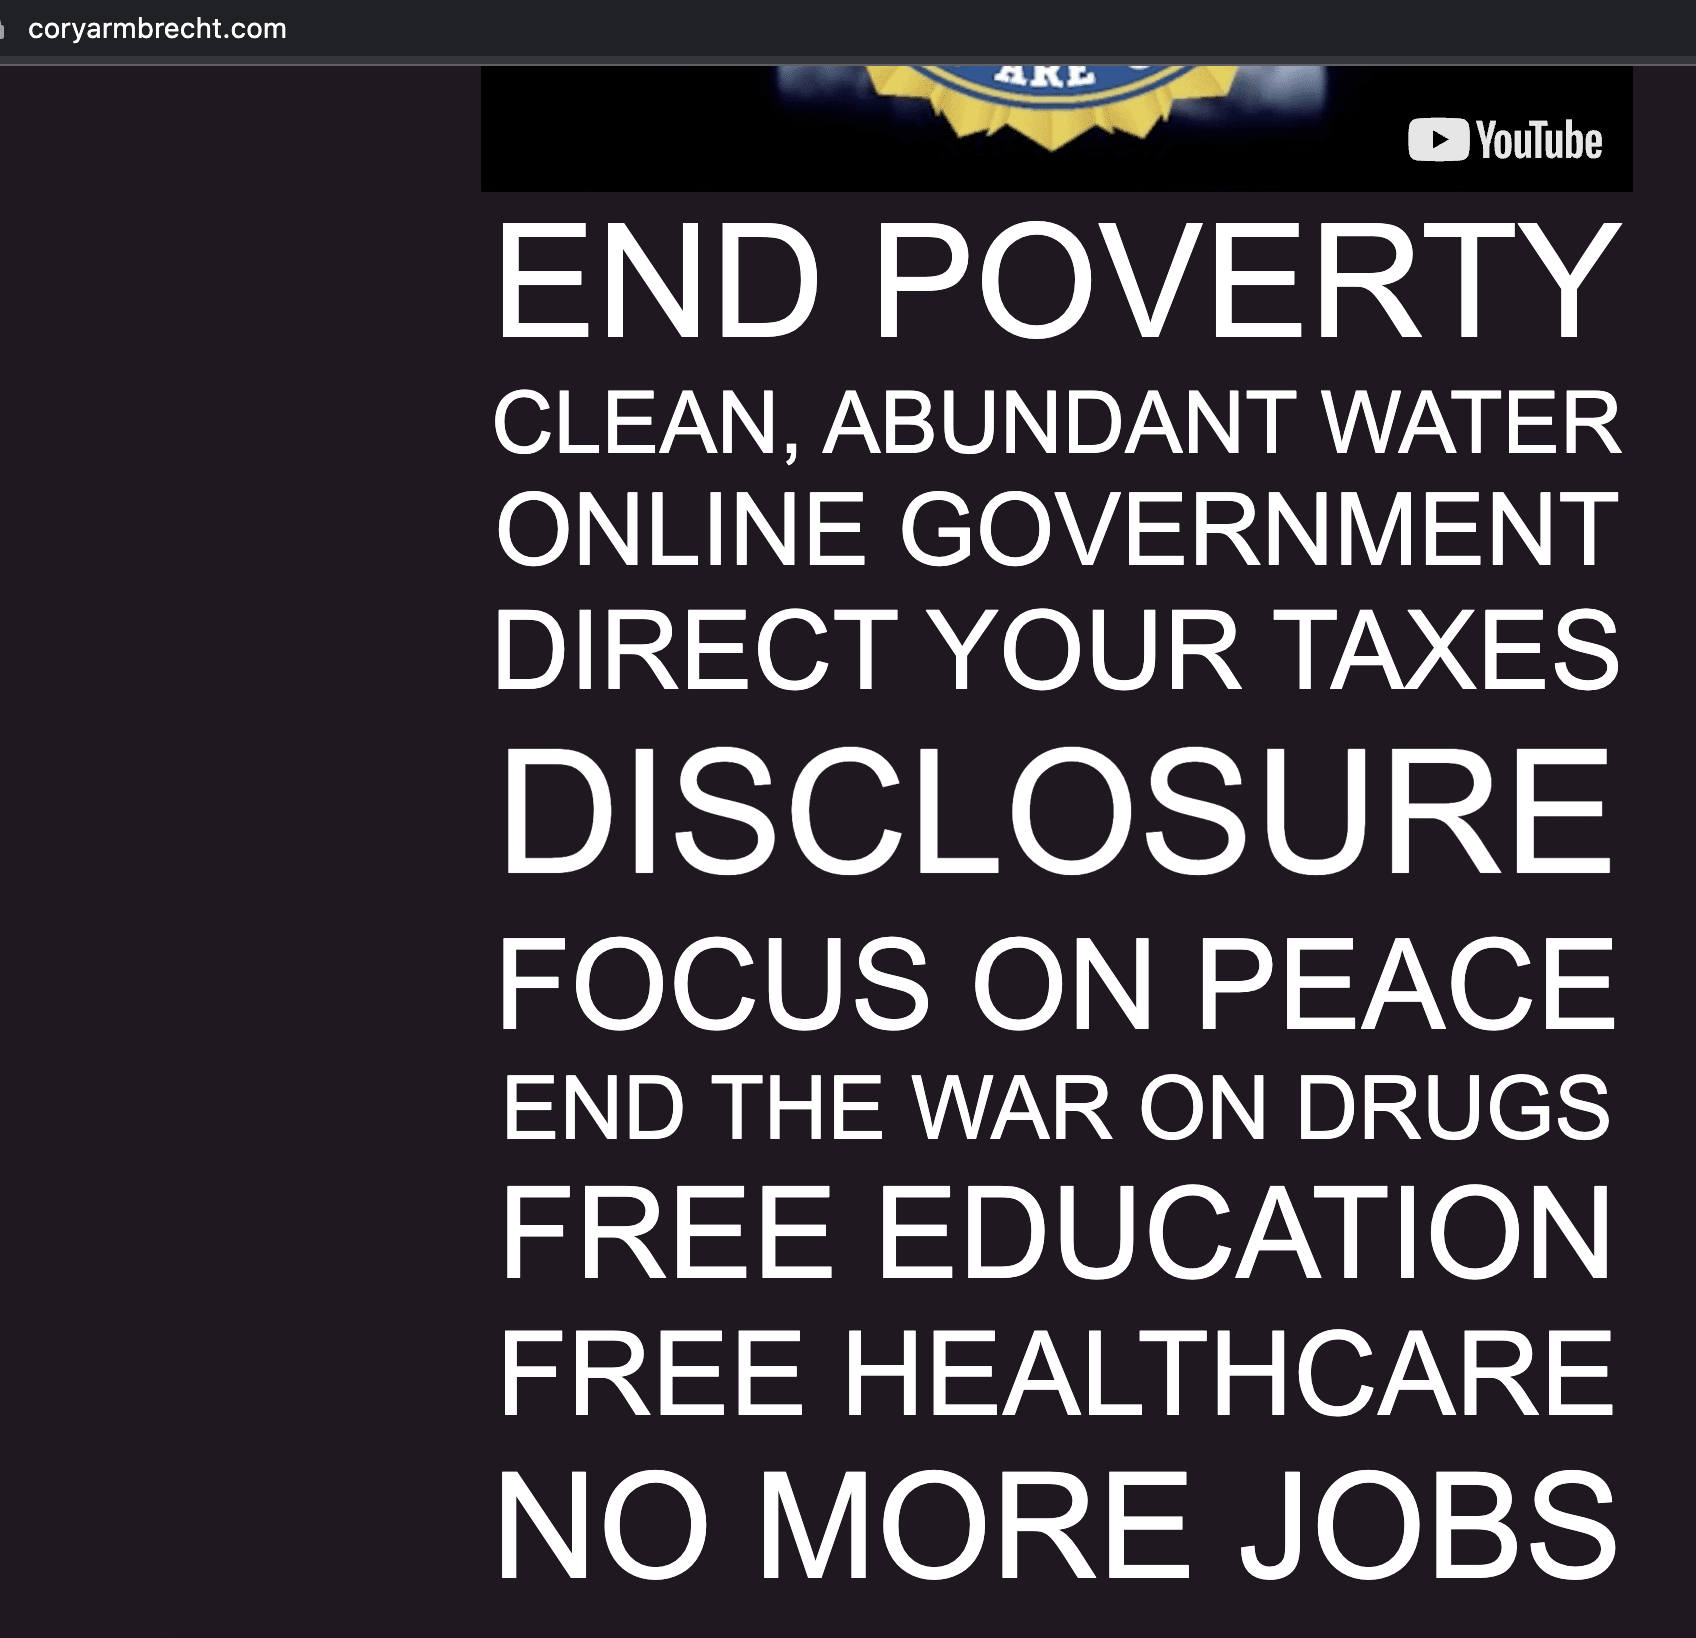 coryarmbrecht.com
ARE
YouTube
END POVERTY
CLEAN, ABUNDANT WATER
ONLINE GOVERNMENT
DIRECT YOUR TAXES
DISCLOSURE
FOCUS ON PEACE
END THE WAR ON DRUGS
FREE EDUCATION
FREE HEALTHCARE
NO MORE JOBS